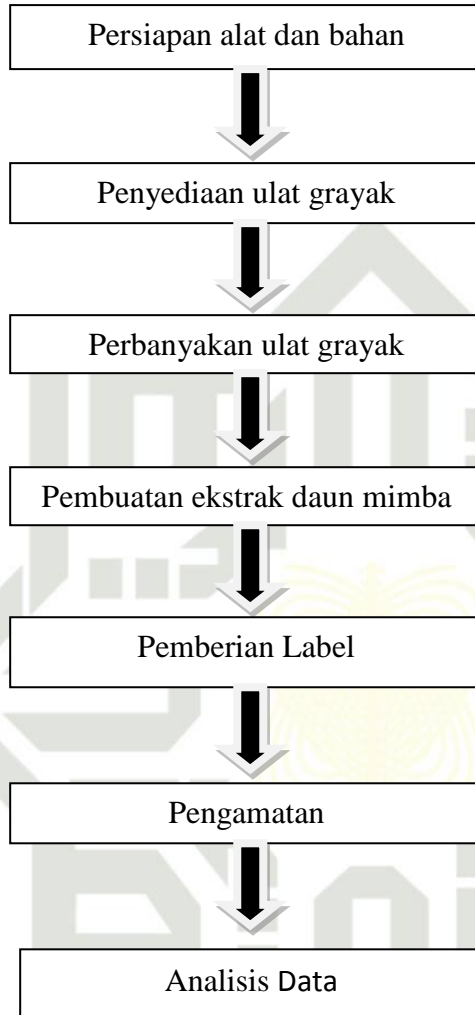 Persiapan alat dan bahan
Penyediaan ulat grayak
Perbanyakan ulat grayak
Pembuatan ekstrak daun mimba
Pemberian Label
Pengamatan
Analisis Data